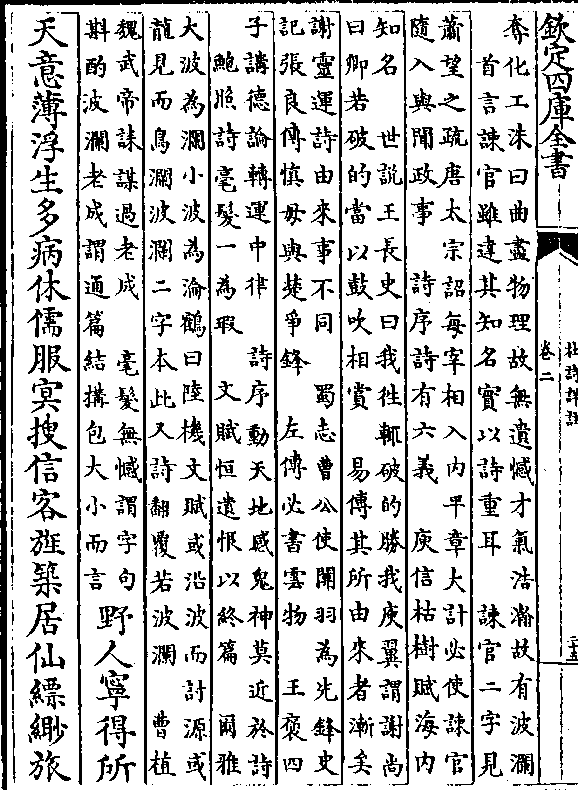 欽定四庫全書
杜詩詳註
卷二
奪化工洙曰曲盡物理故無遺憾才氣浩瀚故有波瀾
首言諫官雖違其知名實以詩重耳　諫官二字見
蕭望之疏唐太宗詔每宰相入内平章大計必使諫官
隨入與聞政事　詩序詩有六義　庾信枯樹賦海内
知名　世說王長史曰我徃輒破的勝我庾翼謂謝尚
曰卿若破的當以鼓吹相賞　易傳其所由來者漸矣
謝靈運詩由來事不同　蜀志曹公使關羽為先鋒史
記張良傳慎毋與楚爭鋒　左傳必書雲物　王褒四
子講德論轉運中律　詩序動天地感鬼神莫近於詩
鮑照詩毫髮一為瑕　文賦恒遺恨以終篇　爾雅
大波為瀾小波為淪鶴曰陸機文賦或沿波而計源或
龍見而鳥瀾波瀾二字本此又詩翻覆若波瀾　曹植
魏武帝誄謀過老成　毫髮無憾謂字句
斟酌波瀾老成謂通篇結搆包大小而言
野人寧得所
天意薄浮生多病休儒服冥搜信客旌築居仙縹緲旅